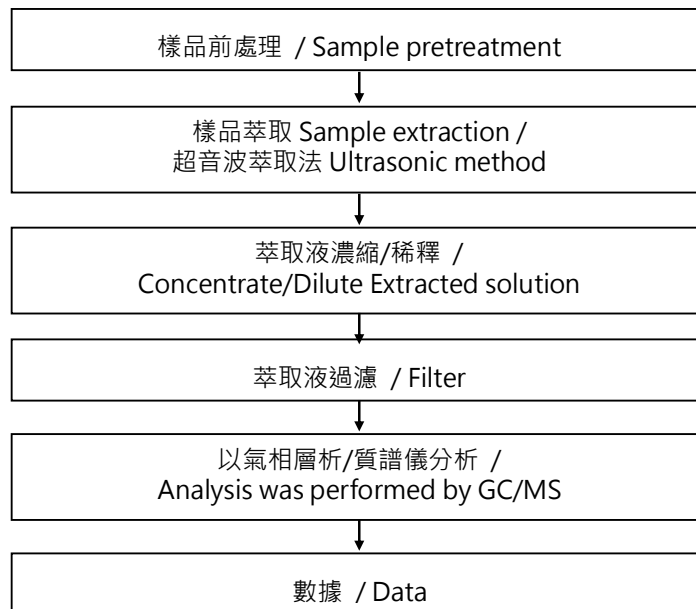 樣品前處理 / Sample pretreatment
樣品萃取 Sample extraction /
超音波萃取法 Ultrasonic method
萃取液濃縮/稀釋 /
Concentrate/Dilute Extracted solution
萃取液過濾 / Filter
以氣相層析/質譜儀分析 /
Analysis was performed by GC/MS
數據 / Data